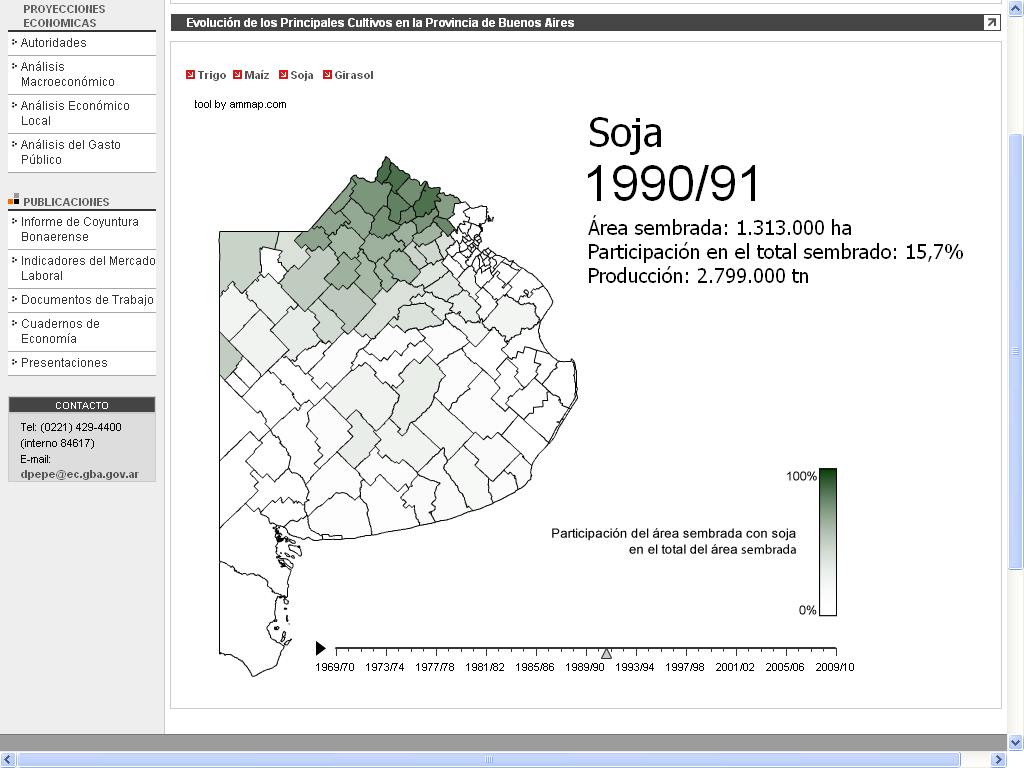 PROYECCIONES
ECONOMICAS
Autoridades
Análisis
Macroeconómico
Análisis Económico
Local
Análisis del Gasto
Público
PUBLICACIONES
Informe de Coyuntura
Bonaerense
Indicadores del Mercado
Laboral
Documentos de Trabajo
Cuadernos de
Economía
Presentaciones
CONTACTO
Tel: (0221) 429-4400
(interno 84617)
E-mail:
dpepe@ec.gba.gov.ar
Evolución de los Principales Cultivos en la Provincia de Buenos Aires
Trigo Maíz Soja Girasol
tool by ammap.com
Soja
1990/91
Área sembrada: 1.313.000 ha
Participación en el total sembrado: 15,7%
Producción: 2.799.000 tn
100%
Participación del área sembrada con soja
en el total del área sembrada
0%
1969/70 1973/74 1977/78 1981/82 1985/86 1989/90 1993/94 1997/98 2001/02 2005/06 2009/10